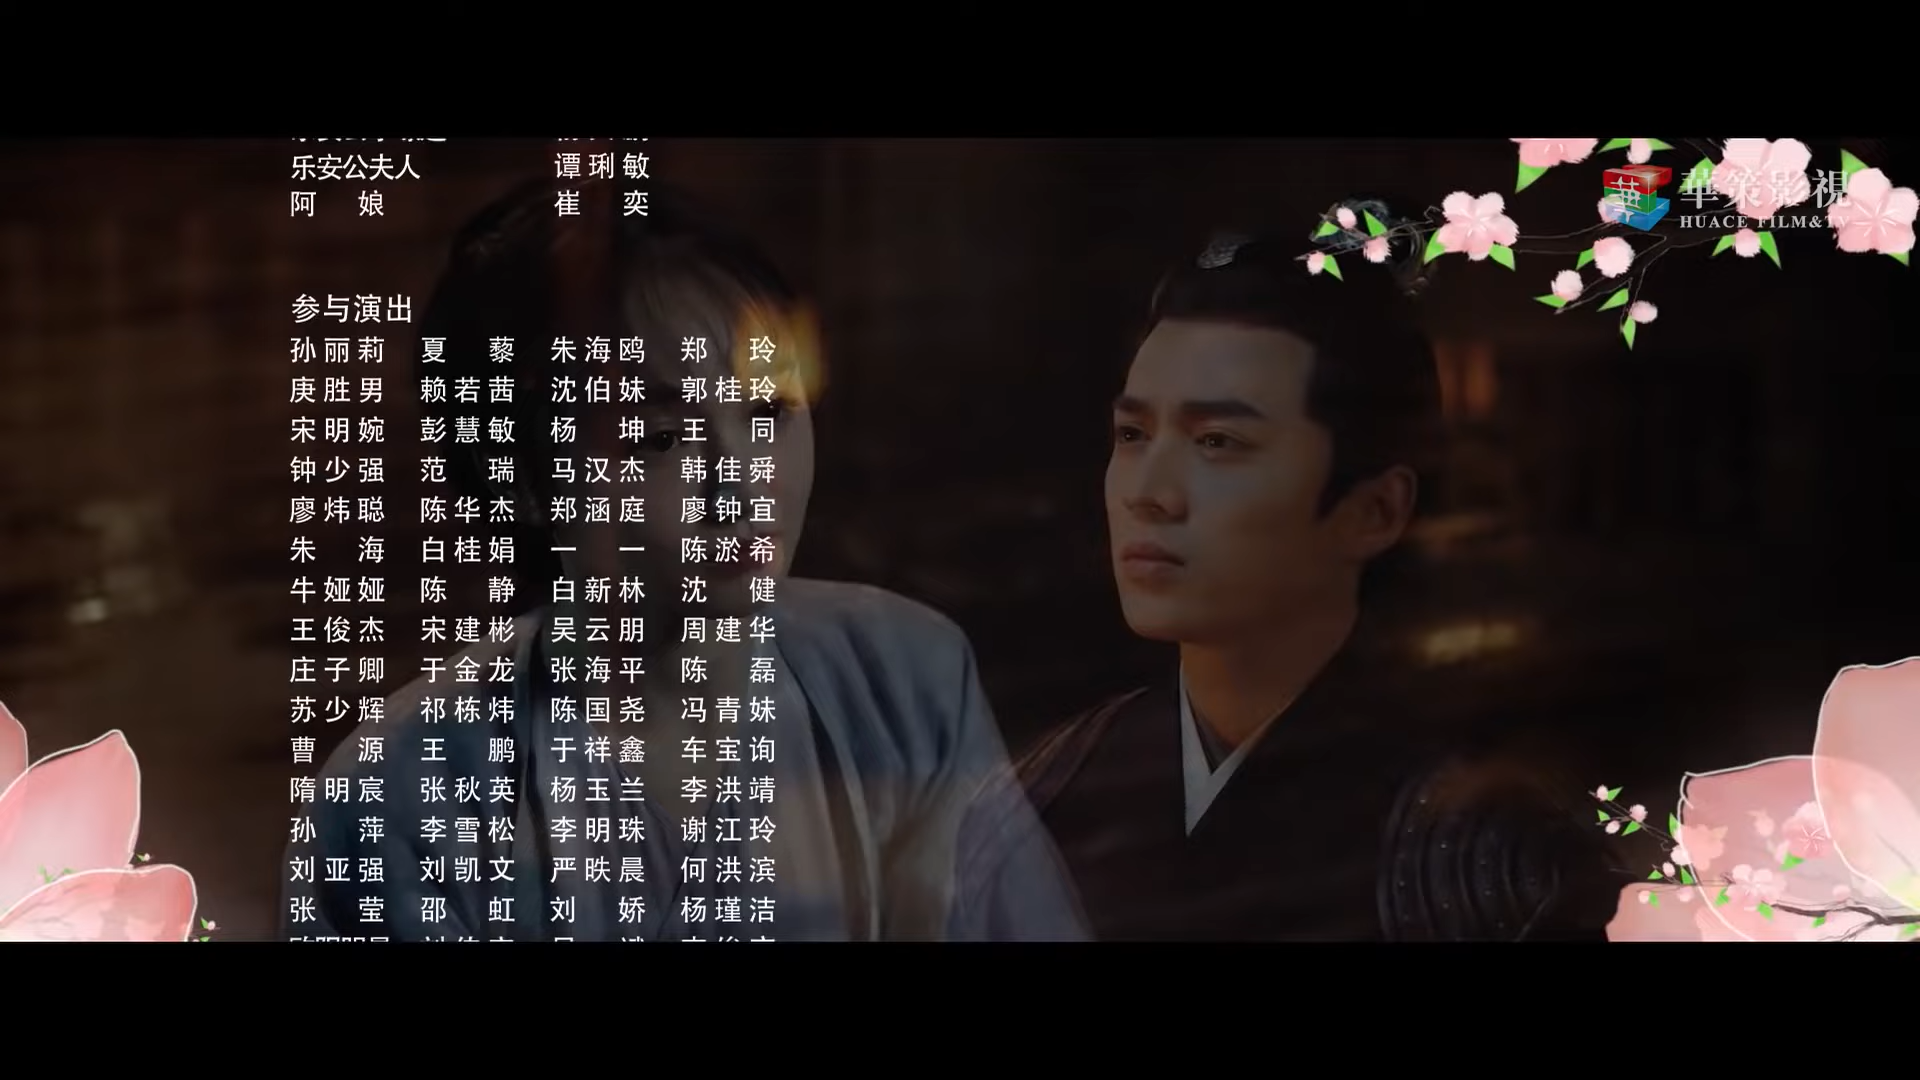 乐安公夫人 谭琍敏
阿娘 崔奕
華策影視
HUACE FILM&TV
参与演出
孙丽莉 夏藜 朱海鸥 郑玲
庚胜男 赖若茜 沈伯妹 郭桂玲
宋明婉 彭慧敏 杨坤 王同
钟少强 范瑞 马汉杰 韩佳舜
廖炜聪 陈华杰 郑涵庭 廖钟宜
朱海 白桂娟 一一 陈淤希
牛娅娅 陈静 白新林 沈健
王俊杰 宋建彬 吴云朋 周建华
庄子卿 于金龙 张海平 陈磊
苏少辉 祁栋炜 陈国尧 冯青妹
曹源 王鹏 于祥鑫 车宝询
隋明宸 张秋英 杨玉兰 李洪靖
孙萍 李雪松 李明珠 谢江玲
刘亚强 刘凯文 严昳晨 何洪滨
张莹 邵虹 刘娇 杨瑾洁